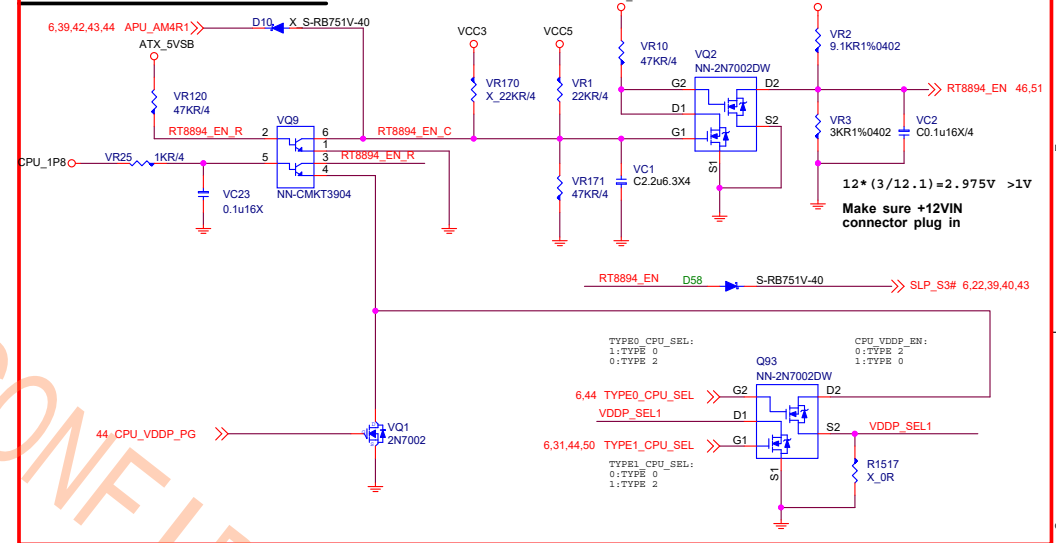 6,39,42,43,44 APU_AM4R1
D10
X_S-RB751V-40
ATX_5VSB
VCC3
VCC5
VR120
47KR/4
VR170
X_22KR/4
VR1
22KR/4
VR10
47KR/4
VQ2
NN-2N7002DW
G2
D2
D1
S2
G1
S1
VR2
9.1KR1%0402
RT8894_EN 46,51
VR3
3KR1%0402
VC2
C0.1u16X/4
RT8894_EN_R
2
VQ9
6
RT8894_EN_C
1
CPU_1P8
VR25
1KR/4
5
3
RT8894_EN_R
4
NN-CMKT3904
VC23
0.1u16X
VR171
47KR/4
VC1
C2.2u6.3X4
12*(3/12.1)=2.975V >1V
Make sure +12VIN
connector plug in
RT8894_EN
D58
S-RB751V-40
SLP_S3# 6,22,39,40,43
TYPE0_CPU_SEL:
1:TYPE 0
0:TYPE 2
CPU_VDDP_EN:
0:TYPE 2
1:TYPE 0
Q93
NN-2N7002DW
6,44 TYPE0_CPU_SEL
G2
D2
VDDP_SEL1
D1
S2
VDDP_SEL1
6,31,44,50 TYPE1_CPU_SEL
G1
S1
TYPE1_CPU_SEL:
0:TYPE 0
1:TYPE 2
R1517
X_0R
44 CPU_VDDP_PG
VQ1
2N7002